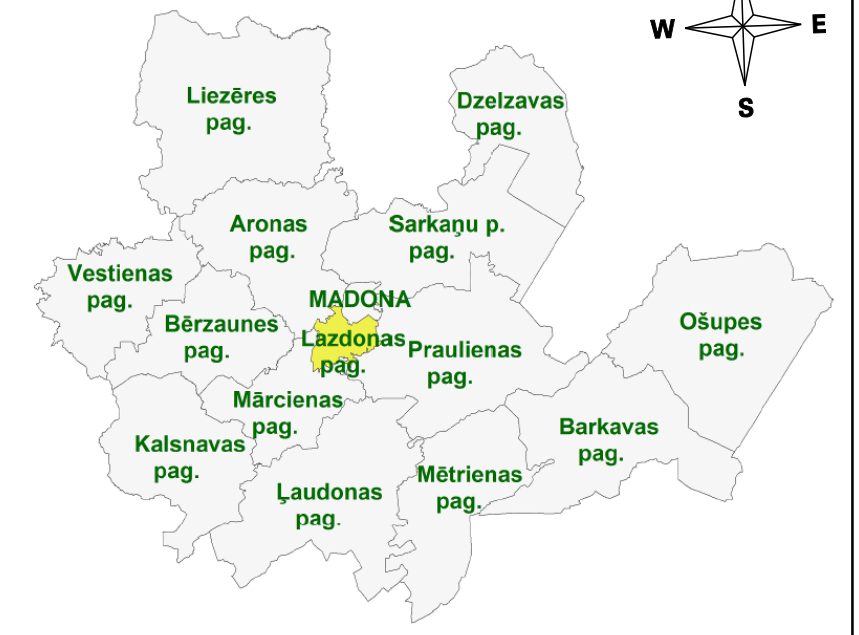 W
E
S
Liezēres
pag.
Dzelzavas
pag.
Aronas
pag.
Sarkaņu p.
pag.
Vestienas
pag.
MADONA
Bērzaunes
pag.
Lazdonas
pag.
Praulienas
pag.
Ošupes
pag.
Mārcienas
pag.
Kalsnavas
pag.
Barkavas
pag.
Mētrienas
pag.
Ļaudonas
pag.